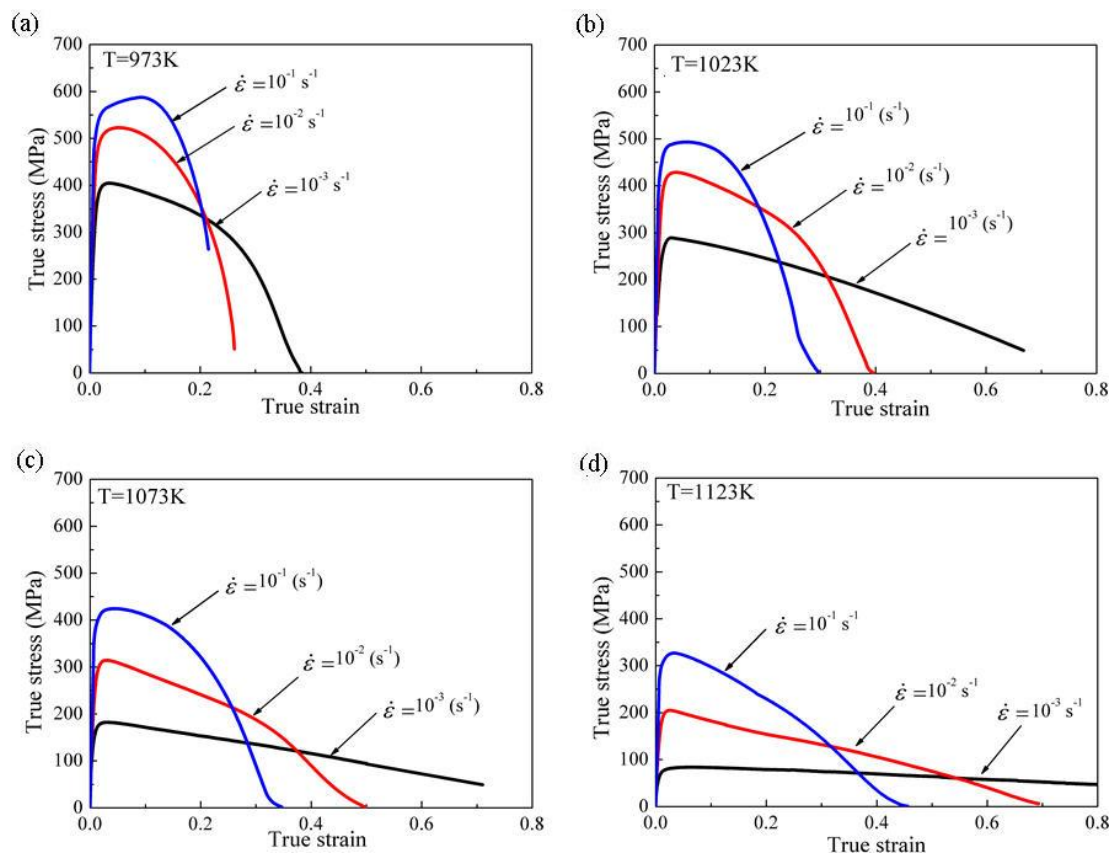 (a)
T=973K
ε̇=10⁻¹ s⁻¹
ε̇=10⁻² s⁻¹
ε̇=10⁻³ s⁻¹
True stress (MPa)
700
600
500
400
300
200
100
0
0.0 0.2 0.4 0.6 0.8
True strain
(b)
T=1023K
ε̇=10⁻¹ (s⁻¹)
ε̇=10⁻² (s⁻¹)
ε̇=10⁻³ (s⁻¹)
True stress (MPa)
700
600
500
400
300
200
100
0
0.0 0.2 0.4 0.6 0.8
True strain
(c)
T=1073K
ε̇=10⁻¹ (s⁻¹)
ε̇=10⁻² (s⁻¹)
ε̇=10⁻³ (s⁻¹)
True stress (MPa)
700
600
500
400
300
200
100
0
0.0 0.2 0.4 0.6 0.8
True strain
(d)
T=1123K
ε̇=10⁻¹ s⁻¹
ε̇=10⁻² s⁻¹
ε̇=10⁻³ s⁻¹
True stress (MPa)
700
600
500
400
300
200
100
0
0.0 0.2 0.4 0.6 0.8
True strain